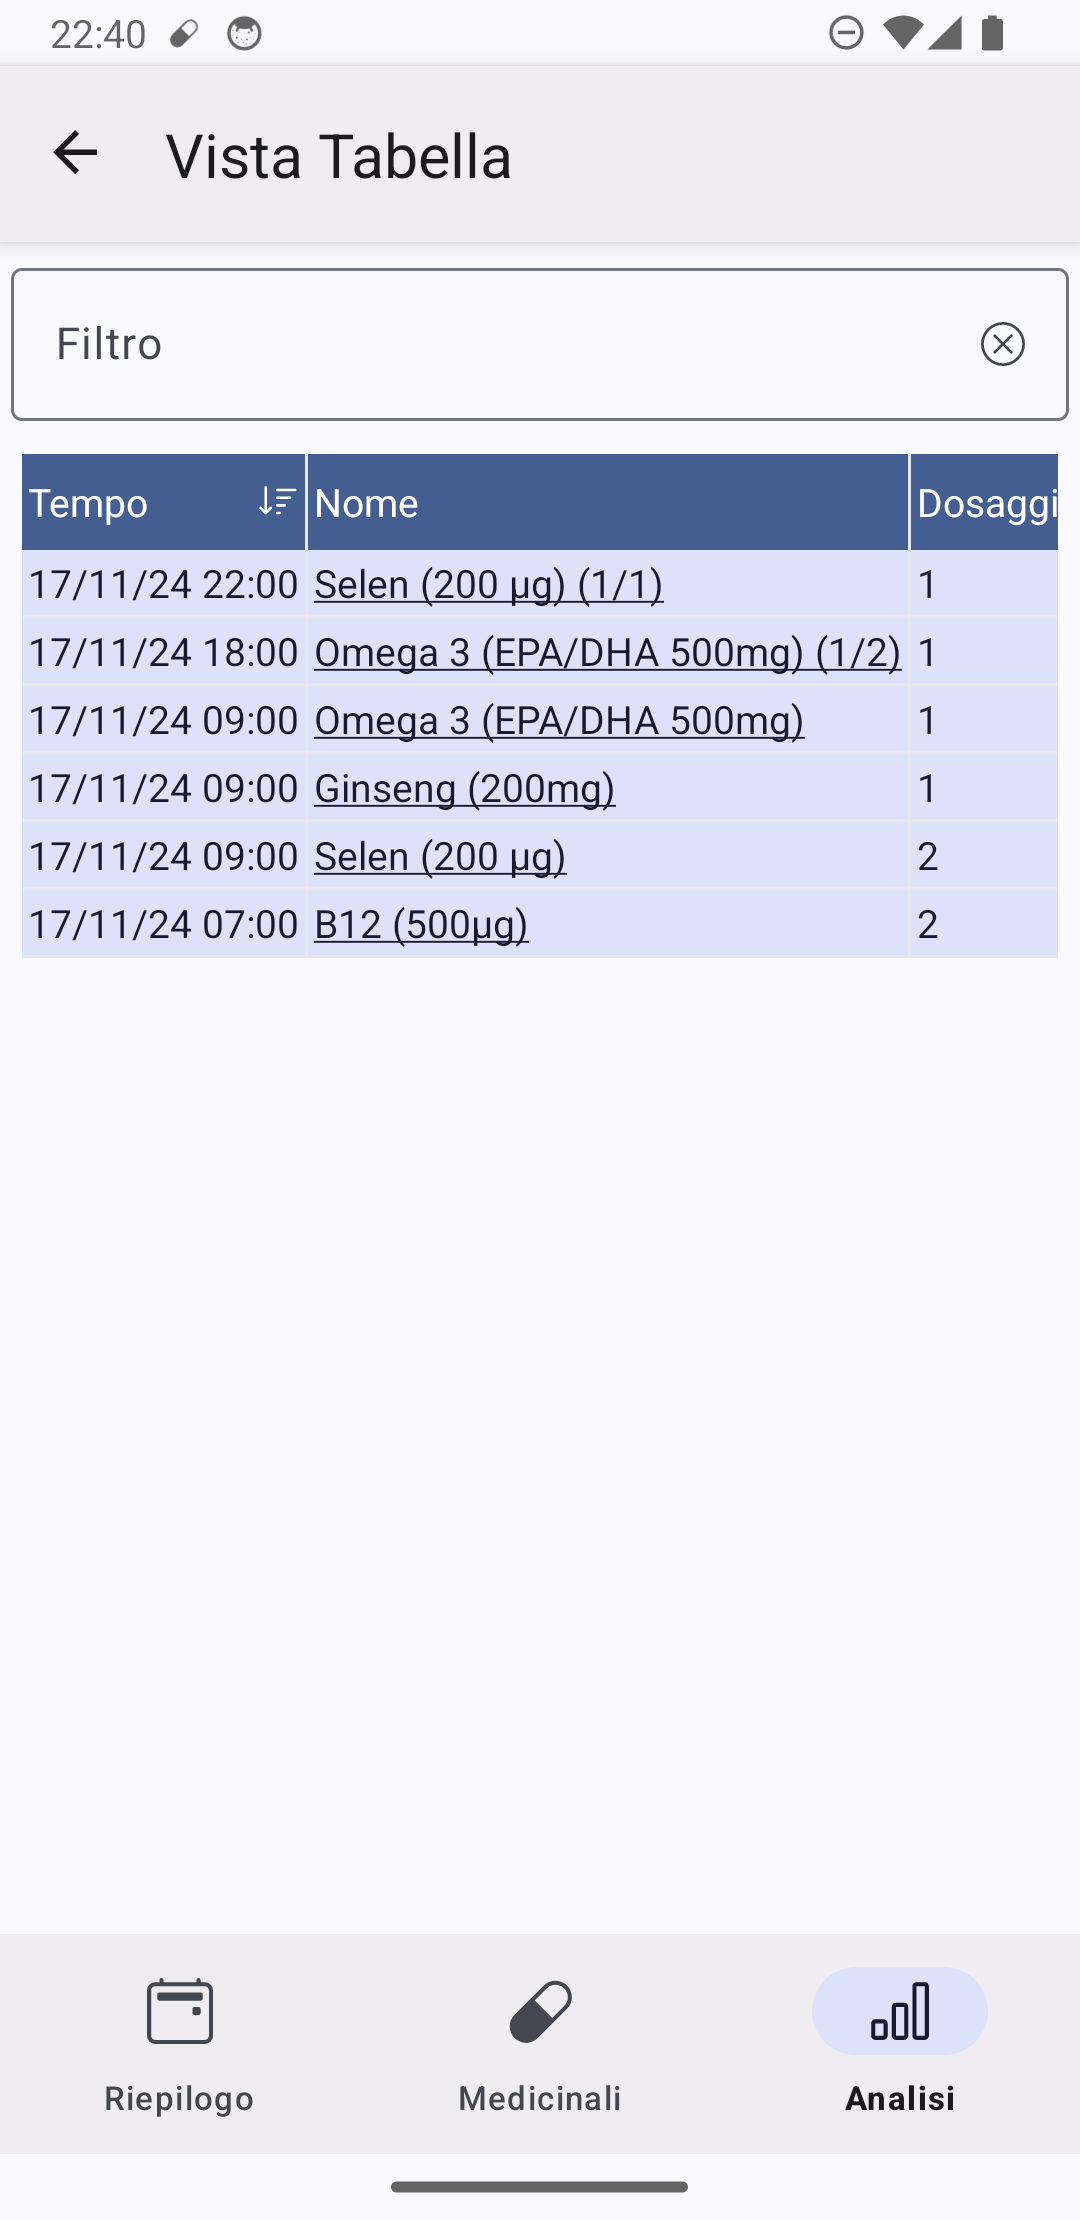 22:40
Vista Tabella
Filtro
Tempo Nome Dosaggi
17/11/24 22:00 Selen (200 µg) (1/1) 1
17/11/24 18:00 Omega 3 (EPA/DHA 500mg) (1/2) 1
17/11/24 09:00 Omega 3 (EPA/DHA 500mg) 1
17/11/24 09:00 Ginseng (200mg) 1
17/11/24 09:00 Selen (200 µg) 2
17/11/24 07:00 B12 (500µg) 2
Riepilogo Medicinali Analisi